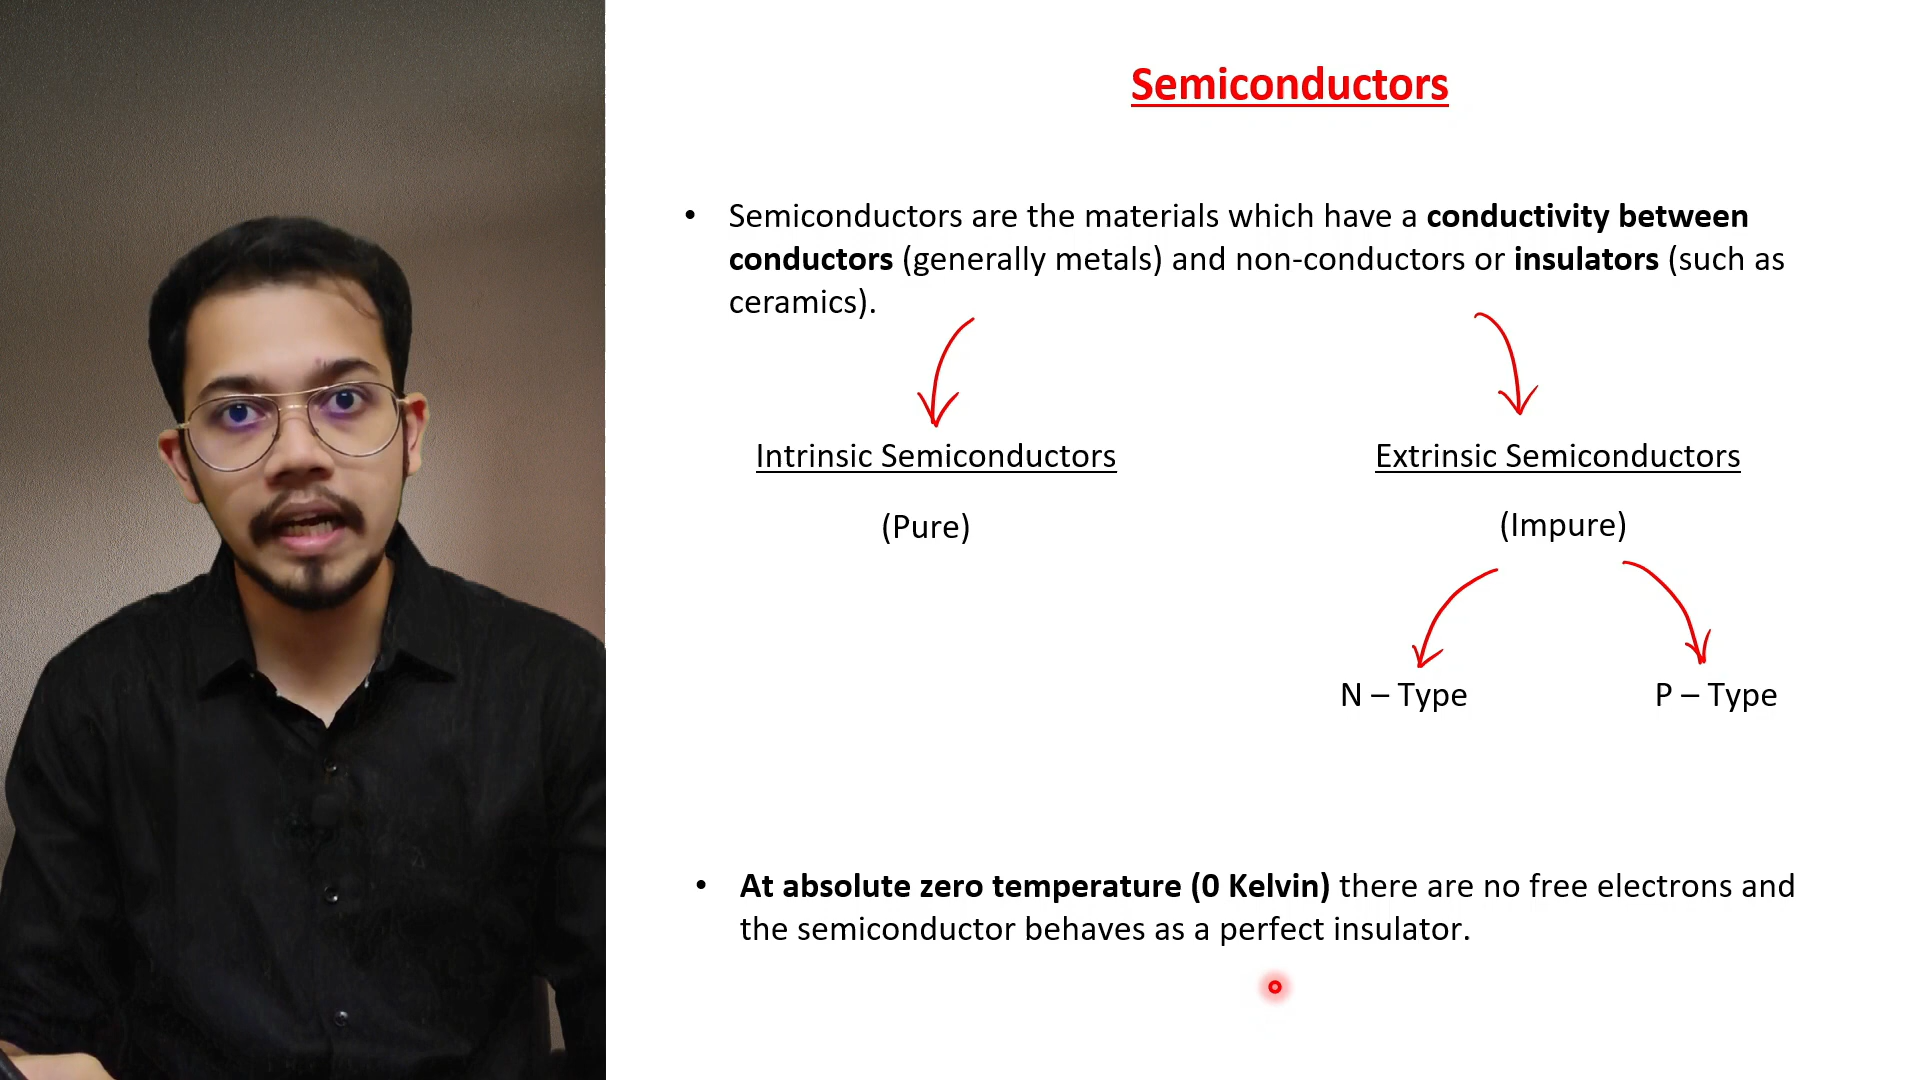 Semiconductors
• Semiconductors are the materials which have a conductivity between
conductors (generally metals) and non-conductors or insulators (such as
ceramics).
Intrinsic Semiconductors
Extrinsic Semiconductors
(Pure)
(Impure)
N – Type
P – Type
• At absolute zero temperature (0 Kelvin) there are no free electrons and
the semiconductor behaves as a perfect insulator.